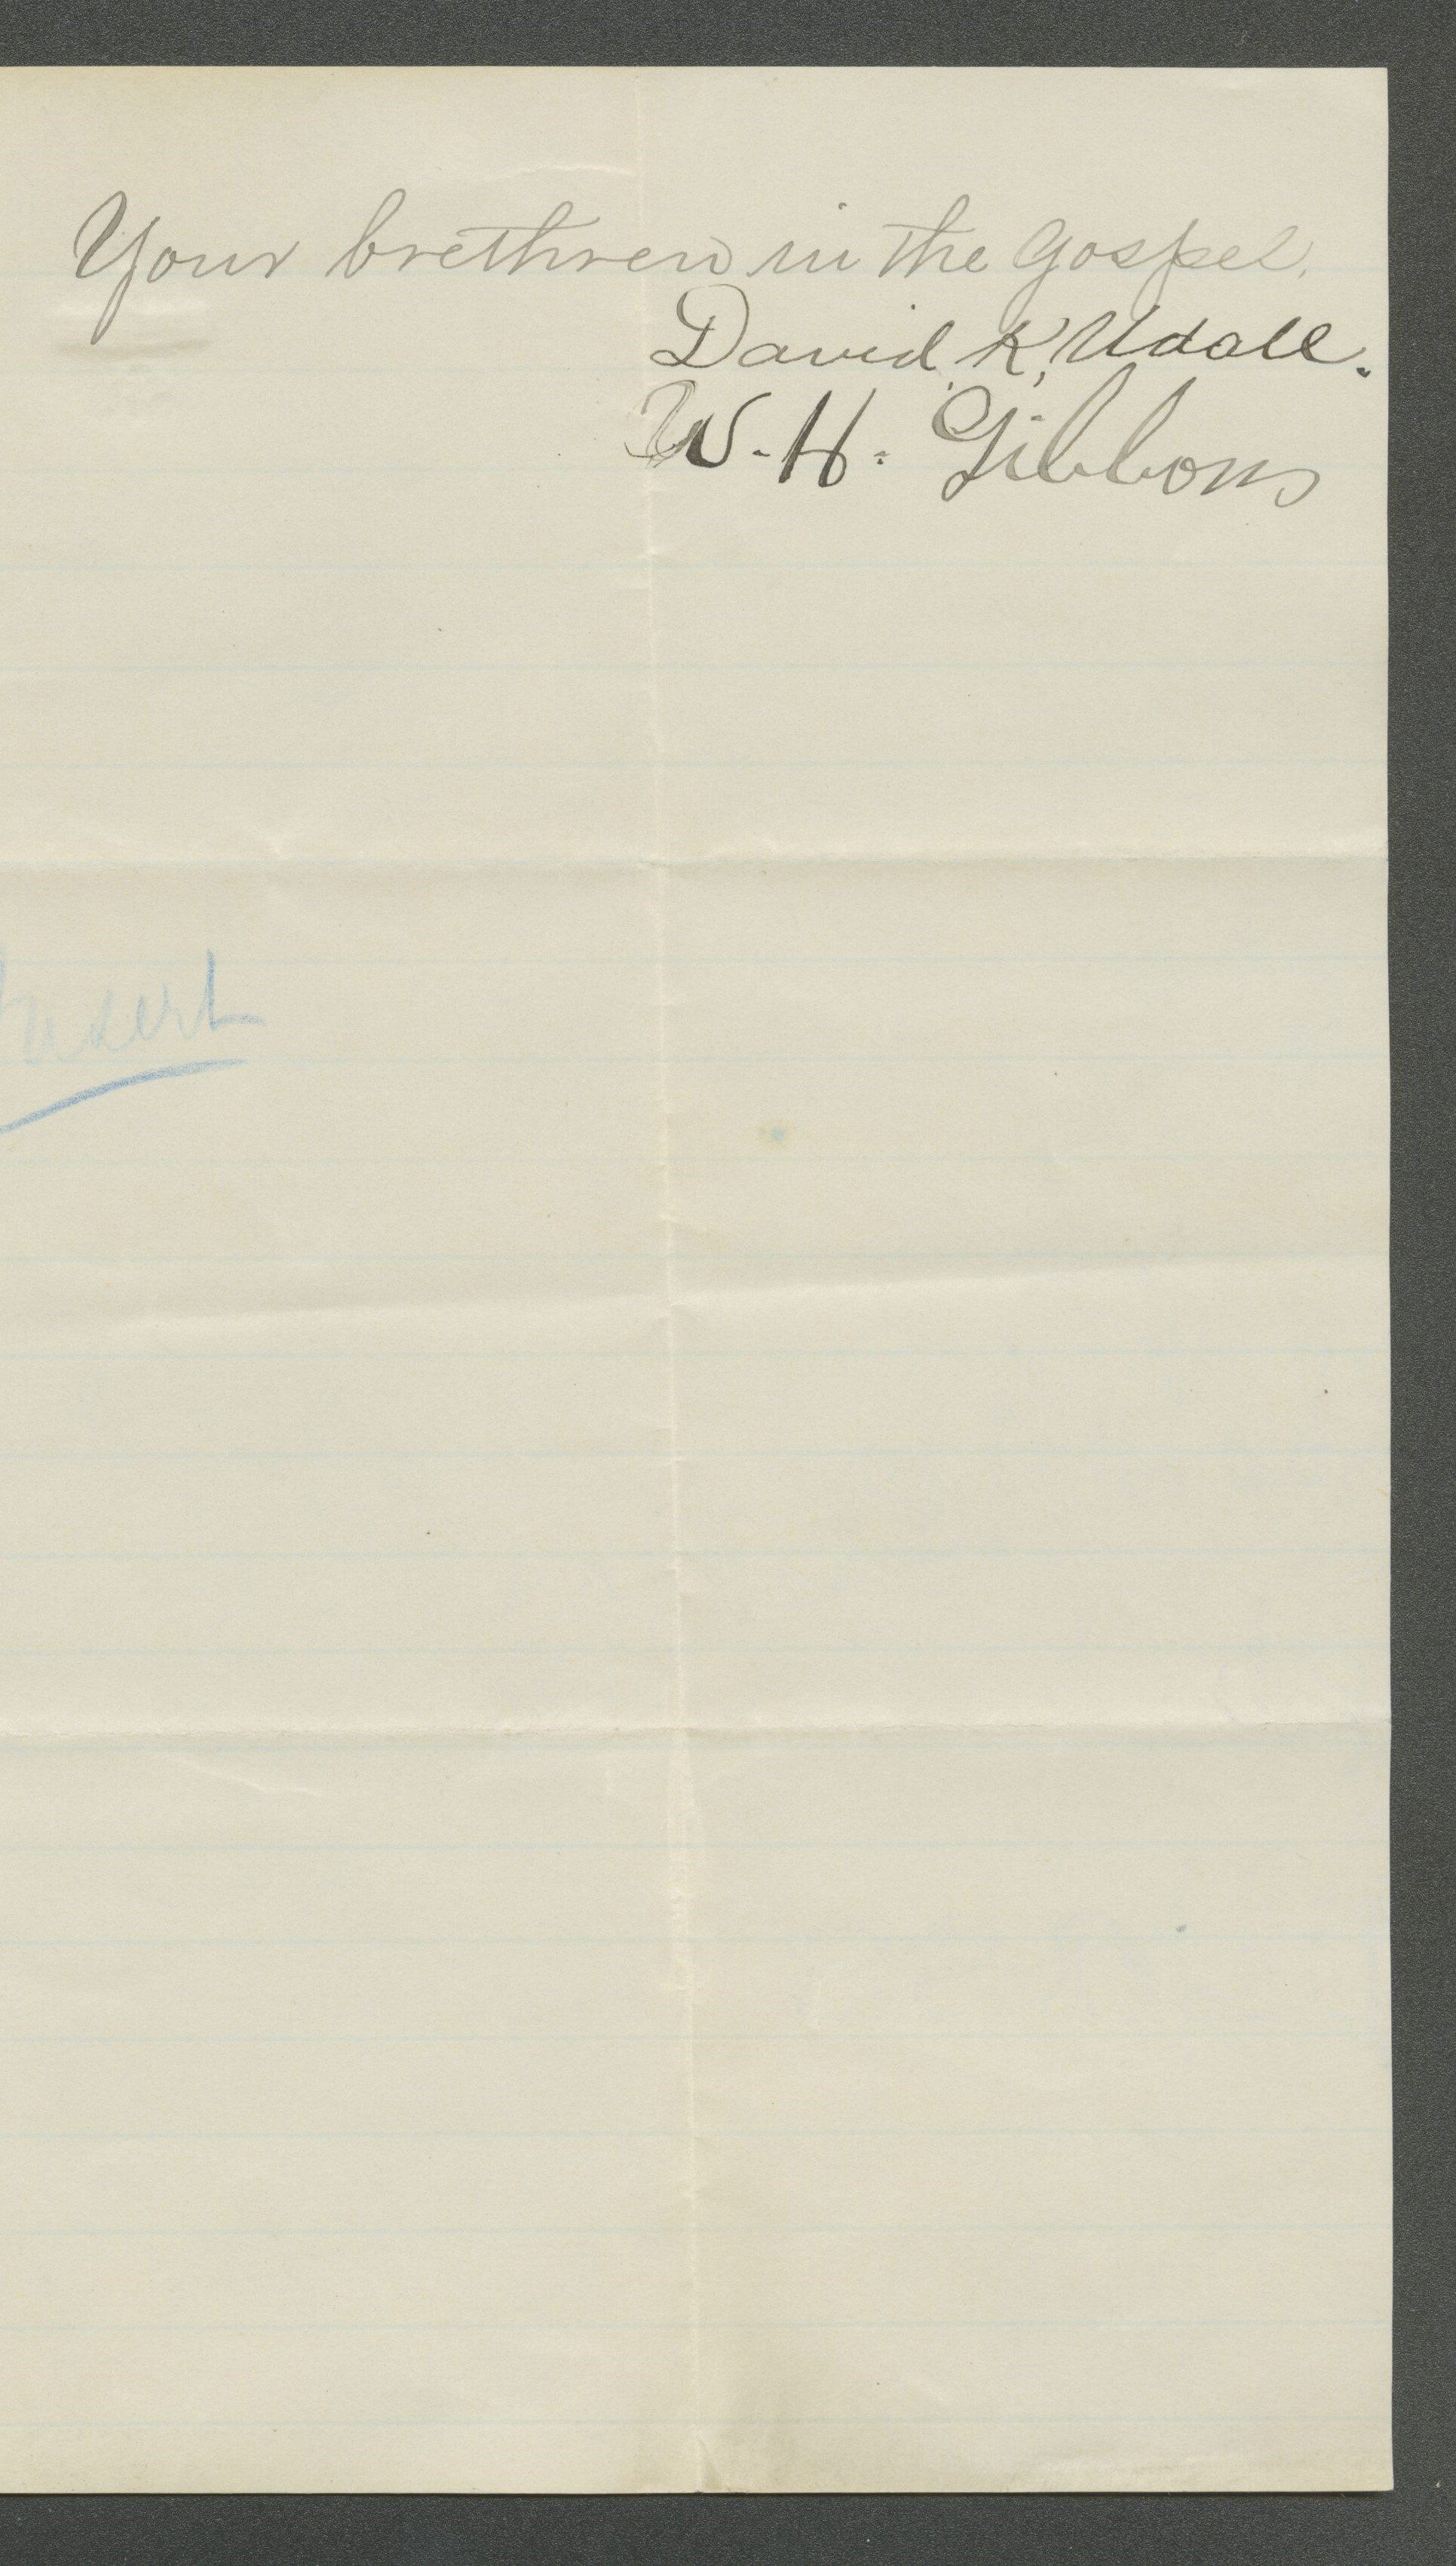 Your brethren in the Gospel.
David, K, Udall.
W. H. Gibbons